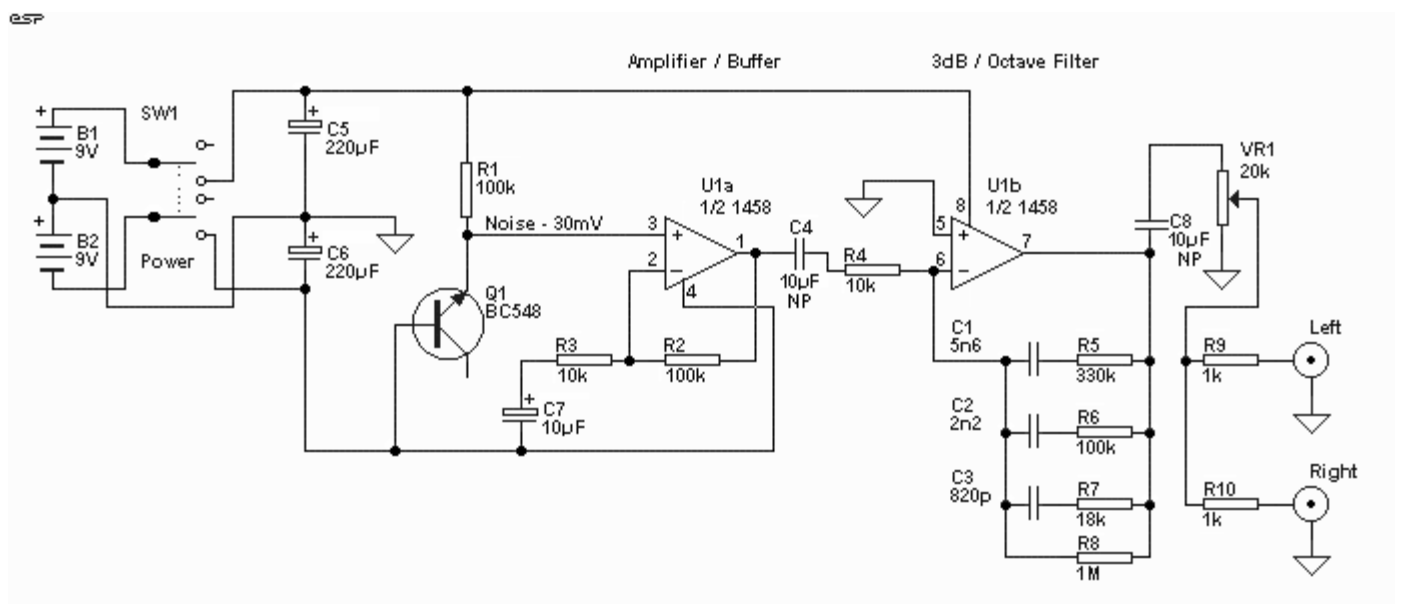 esp
Amplifier / Buffer
3dB / Octave Filter
+
B1
9V
SW1
+
C5
220µF
R1
100k
U1a
1/2 1458
U1b
1/2 1458
8
VR1
20k
+
B2
9V
Power
+
C6
220µF
Noise - 30mV
3
+
2
−
1
4
C4
10µF
NP
R4
10k
5
+
6
−
7
C8
10µF
NP
Q1
BC548
R3
10k
R2
100k
+
C7
10µF
C1
5n6
R5
330k
C2
2n2
R6
100k
C3
820p
R7
18k
R8
1M
R9
1k
Left
R10
1k
Right